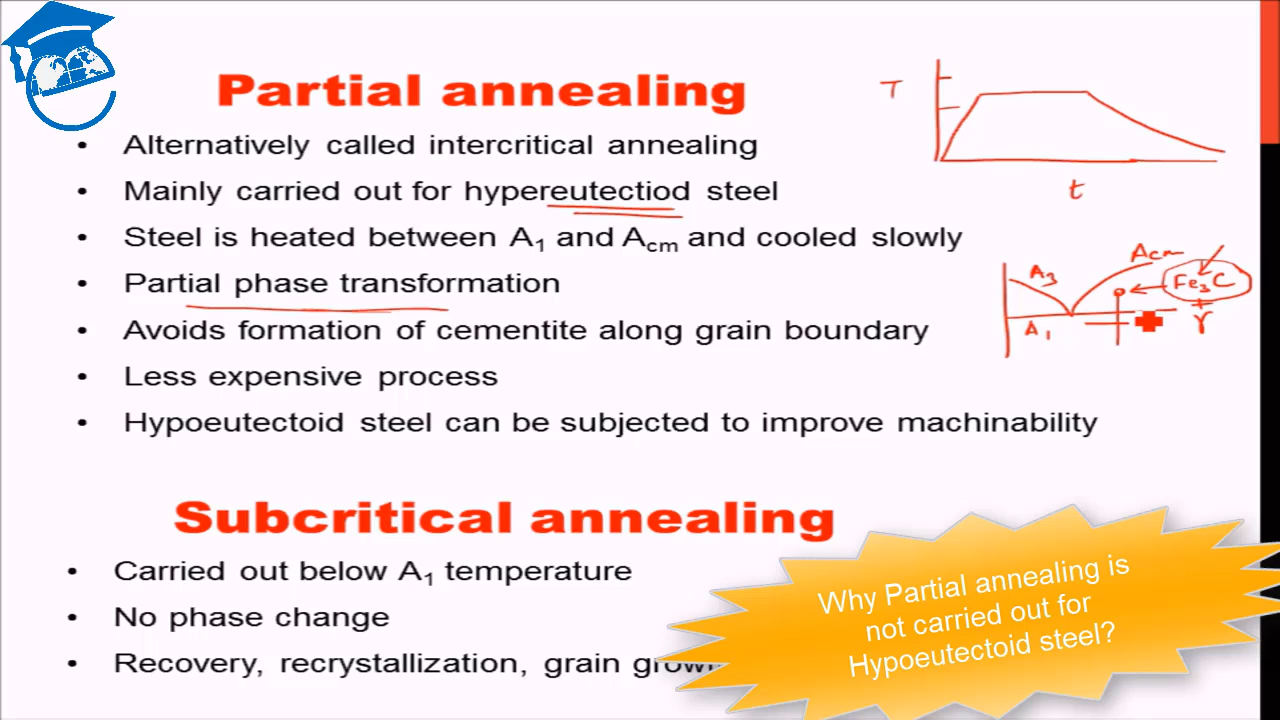 Partial annealing
• Alternatively called intercritical annealing
• Mainly carried out for hypereutectiod steel
• Steel is heated between A₁ and Acm and cooled slowly
• Partial phase transformation
• Avoids formation of cementite along grain boundary
• Less expensive process
• Hypoeutectoid steel can be subjected to improve machinability
T
t
A₃
Acm
Fe₃C
+
γ
A₁
Subcritical annealing
• Carried out below A₁ temperature
• No phase change
• Recovery, recrystallization, grain
Why Partial annealing is
not carried out for
Hypoeutectoid steel?